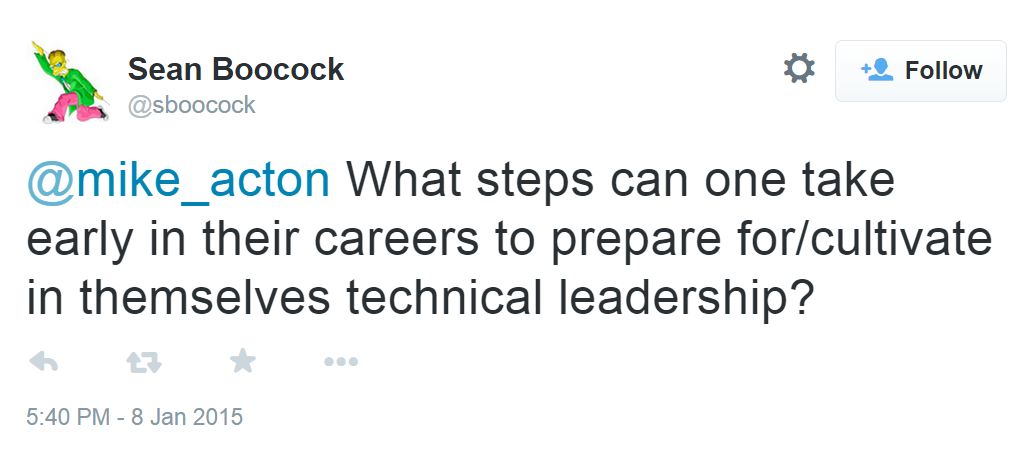 Sean Boocock
@sboocock
Follow
@mike_acton What steps can one take
early in their careers to prepare for/cultivate
in themselves technical leadership?
5:40 PM - 8 Jan 2015